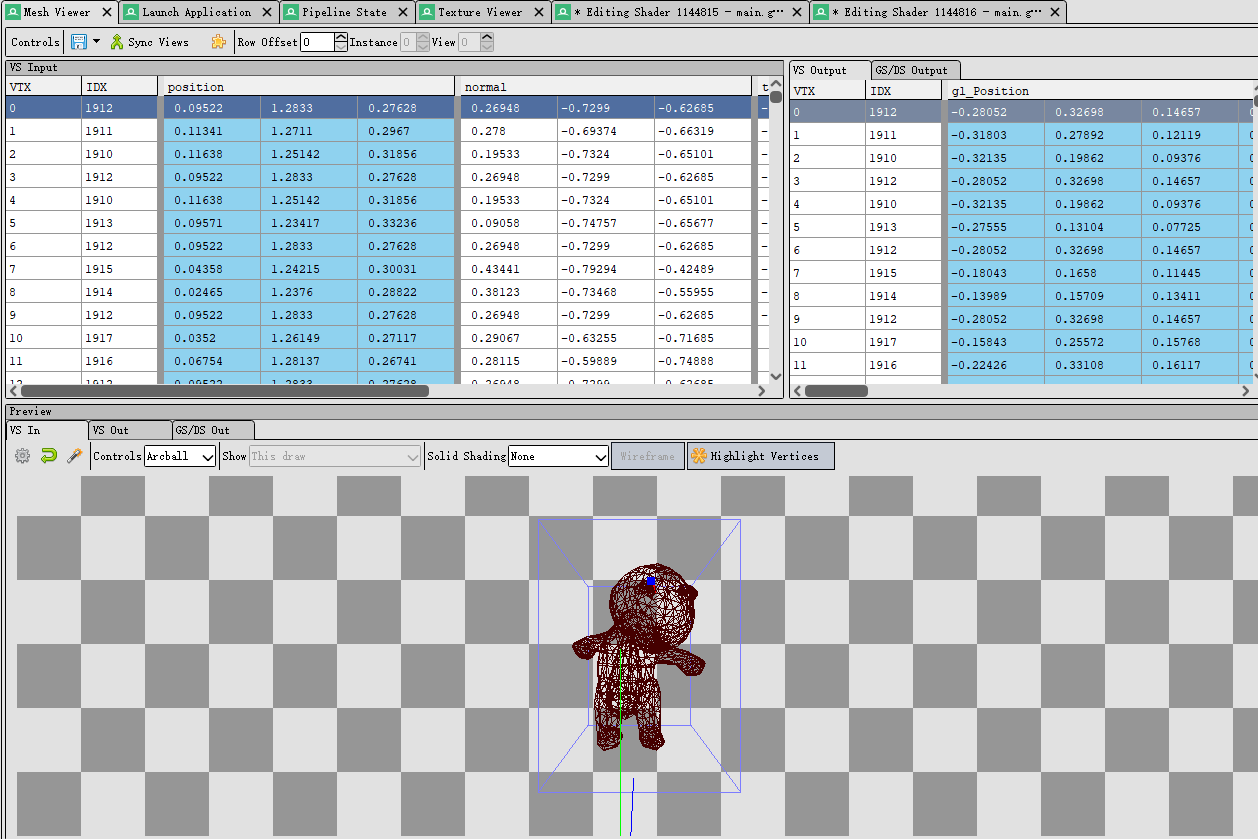 Mesh Viewer Launch Application Pipeline State Texture Viewer * Editing Shader 1144815 - main.g… * Editing Shader 1144816 - main.g…
Controls Sync Views Row Offset 0 Instance 0 View 0
VS Input
VTX IDX position normal t
0 1912 0.09522 1.2833 0.27628 0.26948 -0.7299 -0.62685 -
1 1911 0.11341 1.2711 0.2967 0.278 -0.69374 -0.66319 -
2 1910 0.11638 1.25142 0.31856 0.19533 -0.7324 -0.65101 -
3 1912 0.09522 1.2833 0.27628 0.26948 -0.7299 -0.62685 -
4 1910 0.11638 1.25142 0.31856 0.19533 -0.7324 -0.65101 -
5 1913 0.09571 1.23417 0.33236 0.09058 -0.74757 -0.65677 -
6 1912 0.09522 1.2833 0.27628 0.26948 -0.7299 -0.62685 -
7 1915 0.04358 1.24215 0.30031 0.43441 -0.79294 -0.42489 -
8 1914 0.02465 1.2376 0.28822 0.38123 -0.73468 -0.55955 -
9 1912 0.09522 1.2833 0.27628 0.26948 -0.7299 -0.62685 -
10 1917 0.0352 1.26149 0.27117 0.29067 -0.63255 -0.71685 -
11 1916 0.06754 1.28137 0.26741 0.28115 -0.59889 -0.74888 -
12 1912 0.09522 1.2833 0.27628 0.26948 -0.7299 -0.62685
VS Output GS/DS Output
VTX IDX gl_Position
0 1912 -0.28052 0.32698 0.14657
1 1911 -0.31803 0.27892 0.12119
2 1910 -0.32135 0.19862 0.09376
3 1912 -0.28052 0.32698 0.14657
4 1910 -0.32135 0.19862 0.09376
5 1913 -0.27555 0.13104 0.07725
6 1912 -0.28052 0.32698 0.14657
7 1915 -0.18043 0.1658 0.11445
8 1914 -0.13989 0.15709 0.13411
9 1912 -0.28052 0.32698 0.14657
10 1917 -0.15843 0.25572 0.15768
11 1916 -0.22426 0.33108 0.16117
Preview
VS In VS Out GS/DS Out
Controls Arcball Show This draw Solid Shading None Wireframe Highlight Vertices